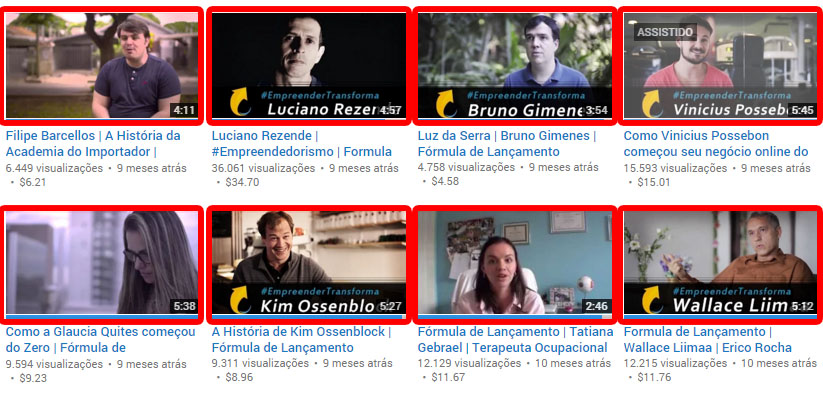 4:11
#EmpreenderTransforma
Luciano Rezen
4:57
#EmpreenderTransforma
Bruno Gimene
3:54
ASSISTIDO
#EmpreenderTransforma
Vinicius Posseb
5:45
Filipe Barcellos | A História da
Academia do Importador |
6.449 visualizações • 9 meses atrás
• $6.21
Luciano Rezende |
#Empreendedorismo | Formula
36.061 visualizações • 9 meses atrás
• $34.70
Luz da Serra | Bruno Gimenes |
Fórmula de Lançamento
4.758 visualizações • 9 meses atrás
• $4.58
Como Vinicius Possebon
começou seu negócio online do
15.593 visualizações • 9 meses atrás
• $15.01
5:38
#EmpreenderTransforma
Kim Ossenblo
5:27
2:46
#EmpreenderTransforma
Wallace Liim
5:12
Como a Glaucia Quites começou
do Zero | Fórmula de
9.594 visualizações • 9 meses atrás
• $9.23
A História de Kim Ossenblock |
Fórmula de Lançamento
9.311 visualizações • 9 meses atrás
• $8.96
Fórmula de Lançamento | Tatiana
Gebrael | Terapeuta Ocupacional
12.129 visualizações • 10 meses atrás
• $11.67
Formula de Lançamento |
Wallace Liimaa | Erico Rocha
12.215 visualizações • 10 meses atrás
• $11.76